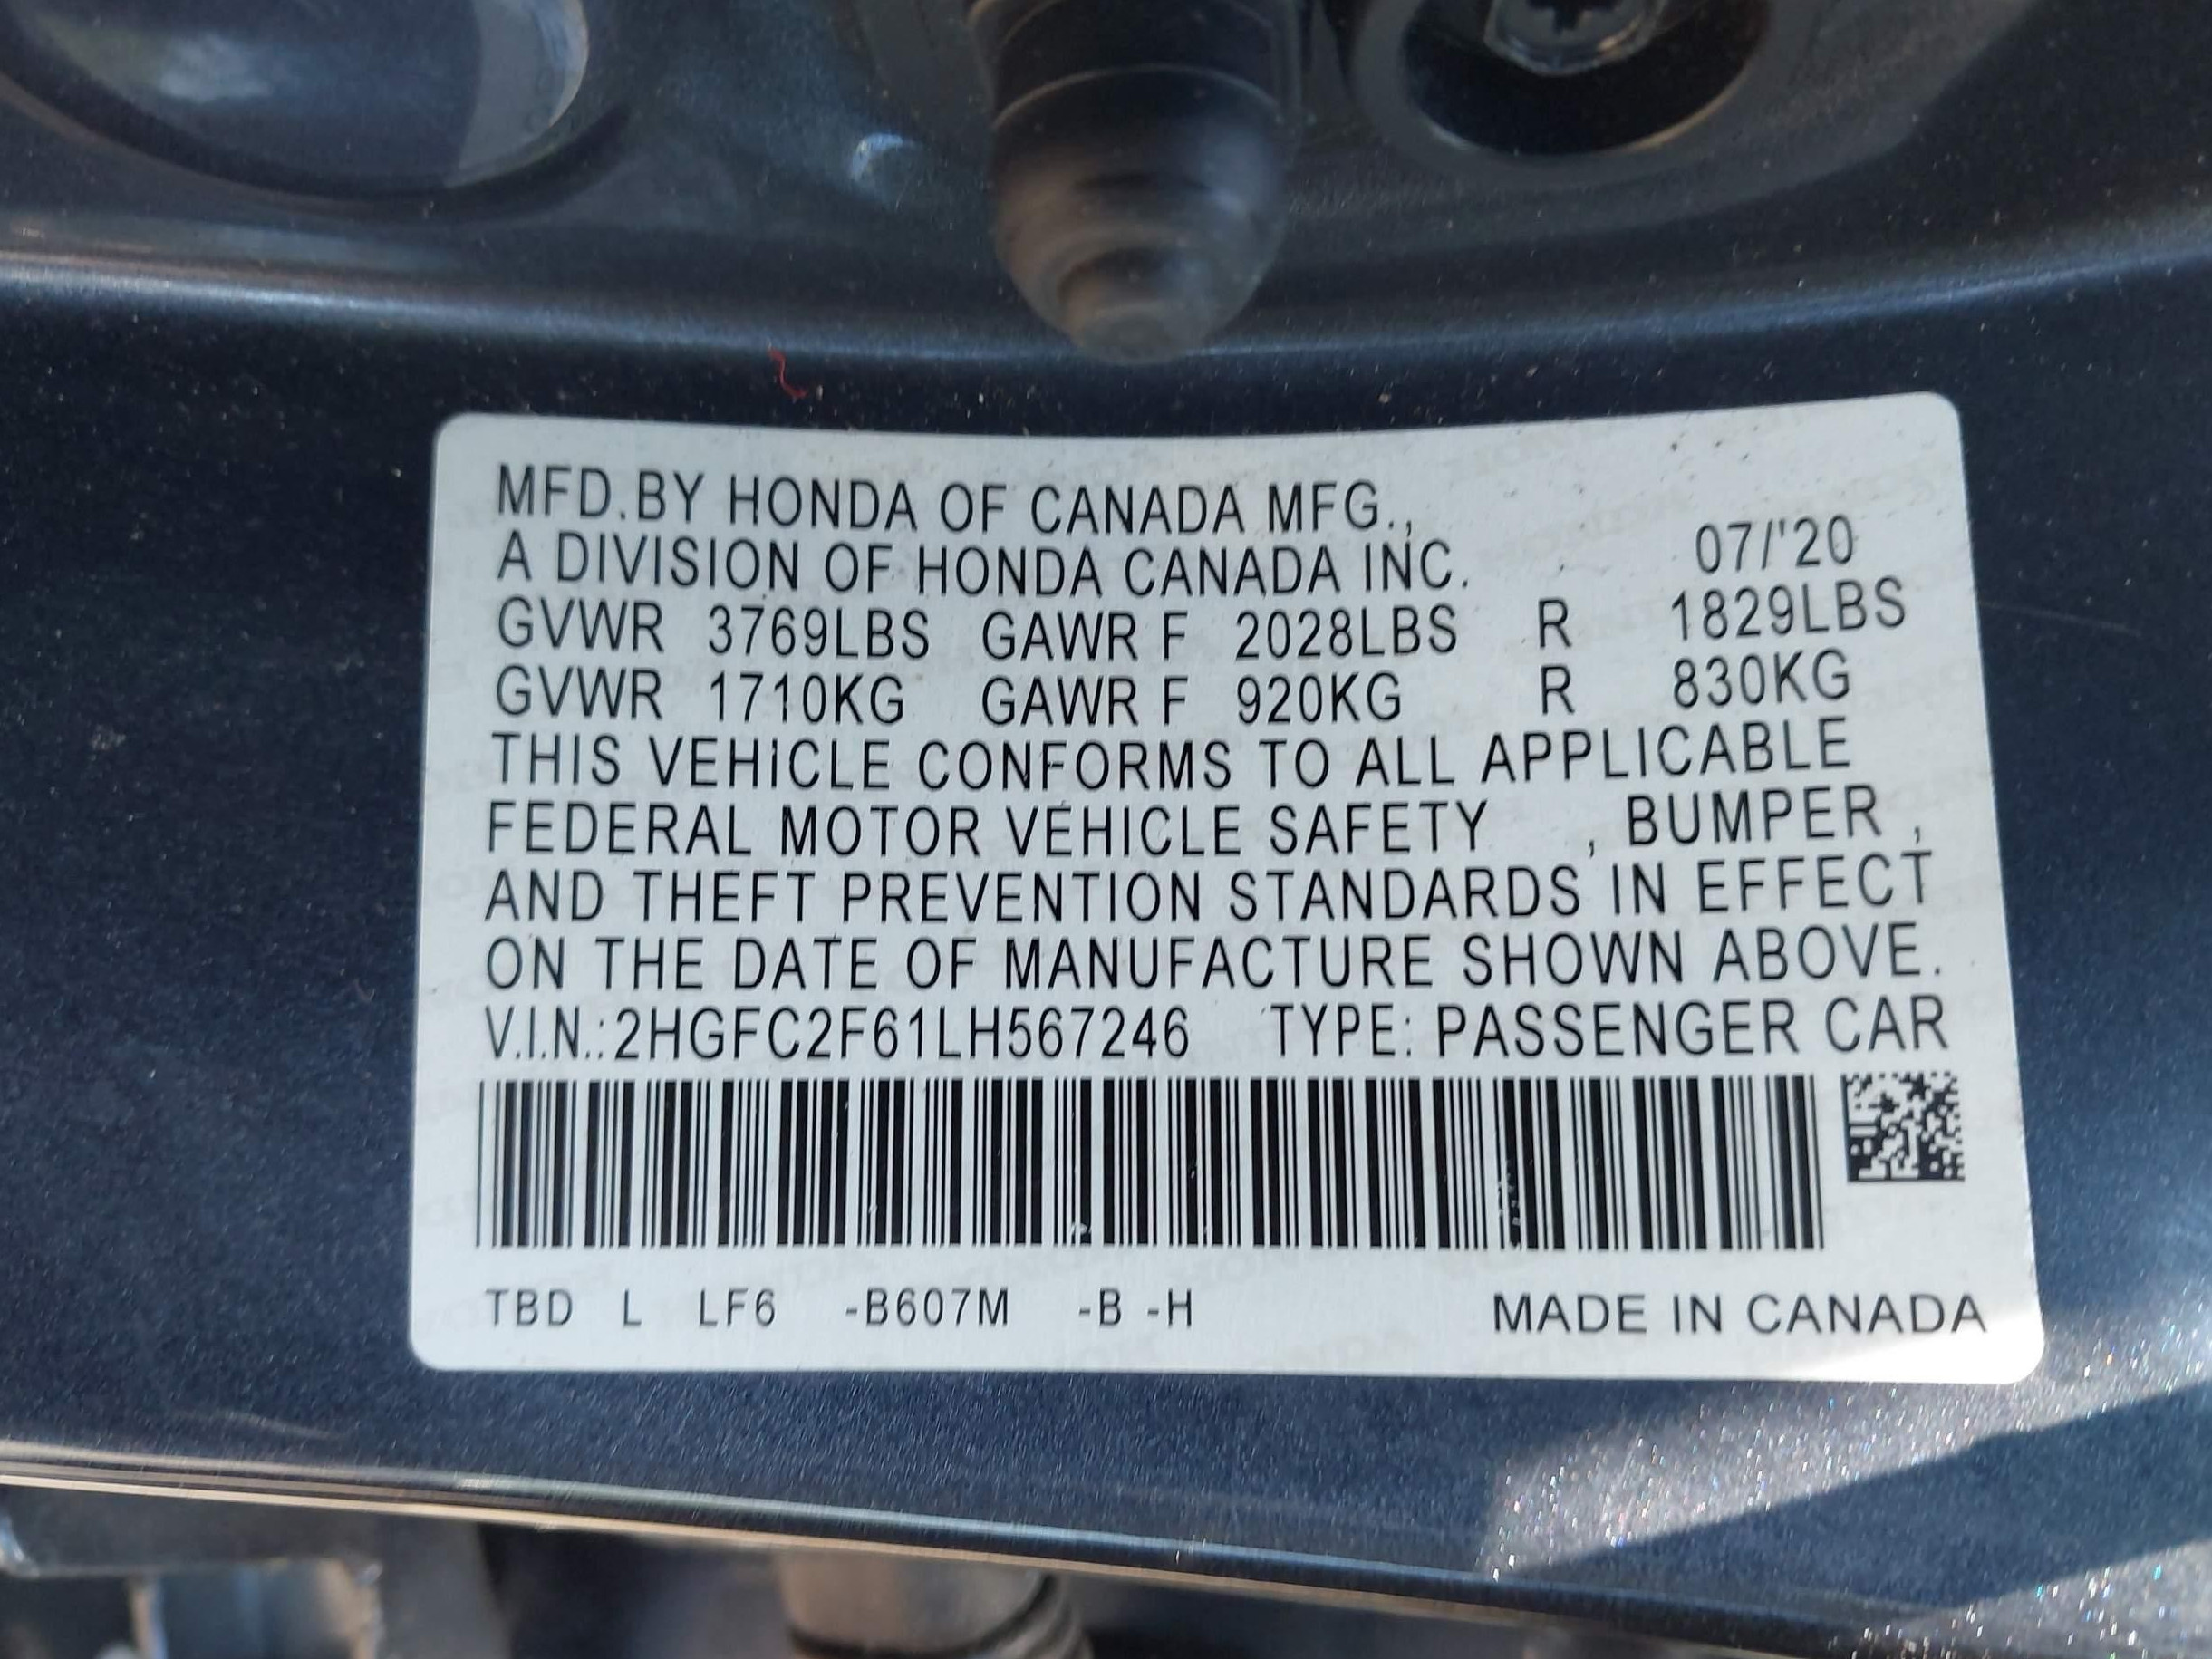 MFD.BY HONDA OF CANADA MFG.,
A DIVISION OF HONDA CANADA INC. 07/'20
GVWR 3769LBS GAWR F 2028LBS R 1829LBS
GVWR 1710KG GAWR F 920KG R 830KG
THIS VEHICLE CONFORMS TO ALL APPLICABLE
FEDERAL MOTOR VEHICLE SAFETY , BUMPER ,
AND THEFT PREVENTION STANDARDS IN EFFECT
ON THE DATE OF MANUFACTURE SHOWN ABOVE.
V.I.N.:2HGFC2F61LH567246 TYPE: PASSENGER CAR
TBD L LF6 -B607M -B -H MADE IN CANADA